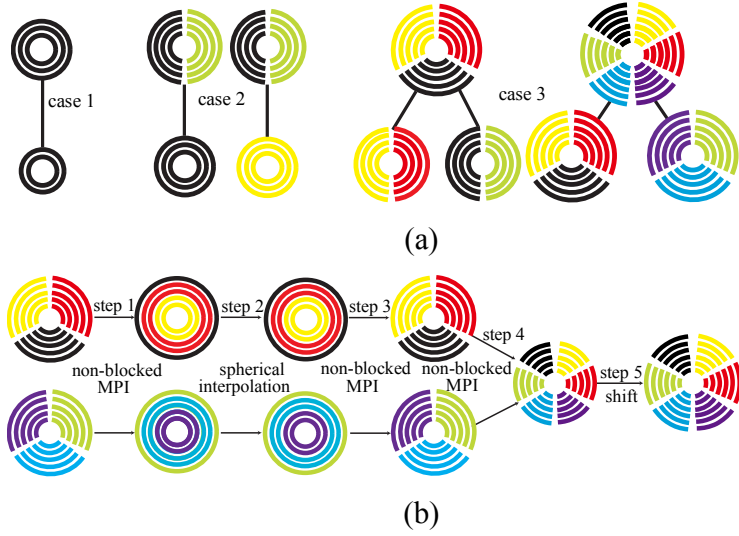 case 1
case 2
case 3
(a)
step 1
step 2
step 3
step 4
step 5
shift
non-blocked
MPI
spherical
interpolation
non-blocked
MPI
non-blocked
MPI
(b)